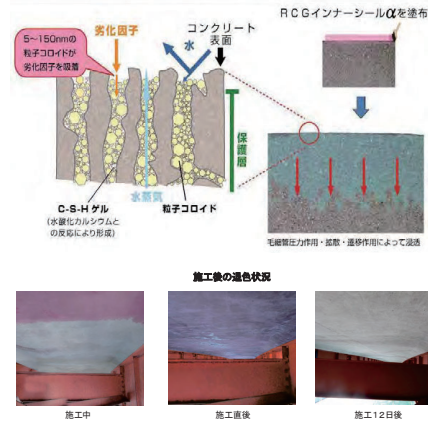 RCGインナーシールαを塗布
5～150nmの
粒子コロイドが
劣化因子を吸着
劣化因子
水
コンクリート
表面
保護層
水蒸気
C-S-Hゲル
(水酸化カルシウムと
の反応により形成)
粒子コロイド
毛細管圧力作用・拡散・遷移作用によって浸透
施工後の退色状況
施工中
施工直後
施工12日後